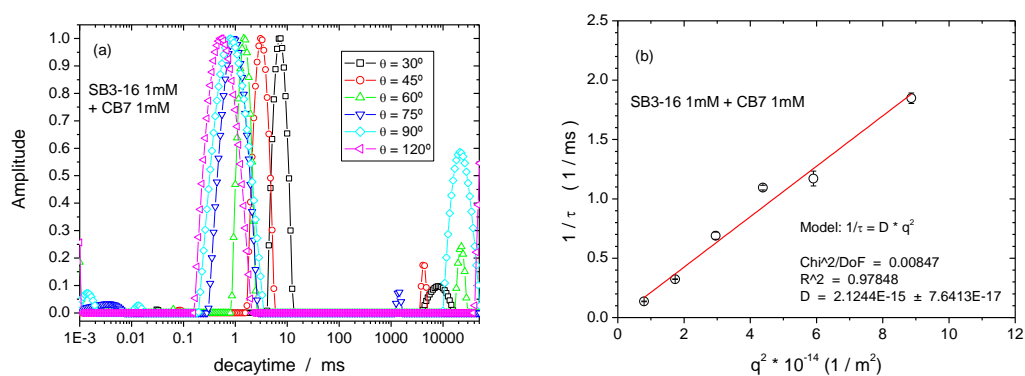 (a)
SB3-16 1mM
+ CB7 1mM
θ = 30º
θ = 45º
θ = 60º
θ = 75º
θ = 90º
θ = 120º
Amplitude
1.0
0.9
0.8
0.7
0.6
0.5
0.4
0.3
0.2
0.1
0.0
1E-3 0.01 0.1 1 10 100 1000 10000
decaytime / ms
(b)
SB3-16 1mM + CB7 1mM
1 / τ ( 1 / ms )
2.5
2.0
1.5
1.0
0.5
0.0
Model: 1/τ = D * q²
Chi^2/DoF = 0.00847
R^2 = 0.97848
D = 2.1244E-15 ± 7.6413E-17
0 2 4 6 8 10 12
q² * 10⁻¹⁴ (1 / m²)